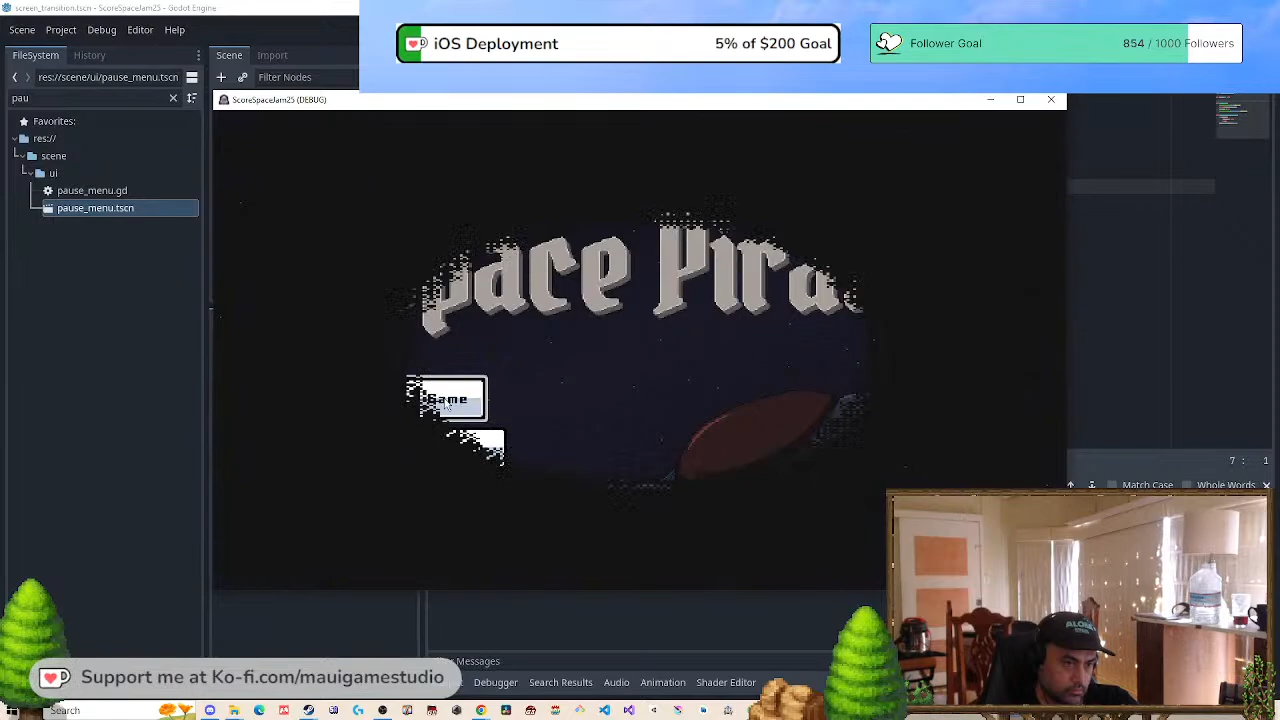 screen_transition.tscn - ScoreSpaceJam25 - Godot Engine
Scene Project Debug Editor Help
iOS Deployment 5% of $200 Goal
Follower Goal 854 / 1000 Followers
FileSystem History
Scene Import
res://scene/ui/pause_menu.tscn
Filter Nodes
pau
ScoreSpaceJam25 (DEBUG)
Favorites:
res://
scene
ui
pause_menu.gd
pause_menu.tscn
pace Pira
Game
7 : 1
Match Case Whole Words
ALOHA
Messages
Support me at Ko-fi.com/mauigamestudio
Debugger Search Results Audio Animation Shader Editor
Search